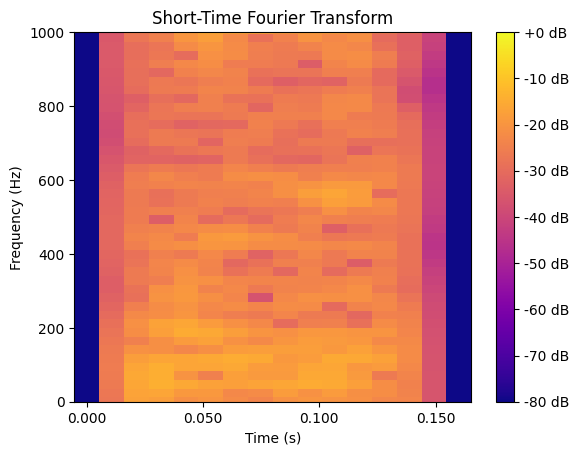 Short-Time Fourier Transform
Frequency (Hz)
1000
800
600
400
200
0
0.000
0.050
0.100
0.150
Time (s)
+0 dB
-10 dB
-20 dB
-30 dB
-40 dB
-50 dB
-60 dB
-70 dB
-80 dB